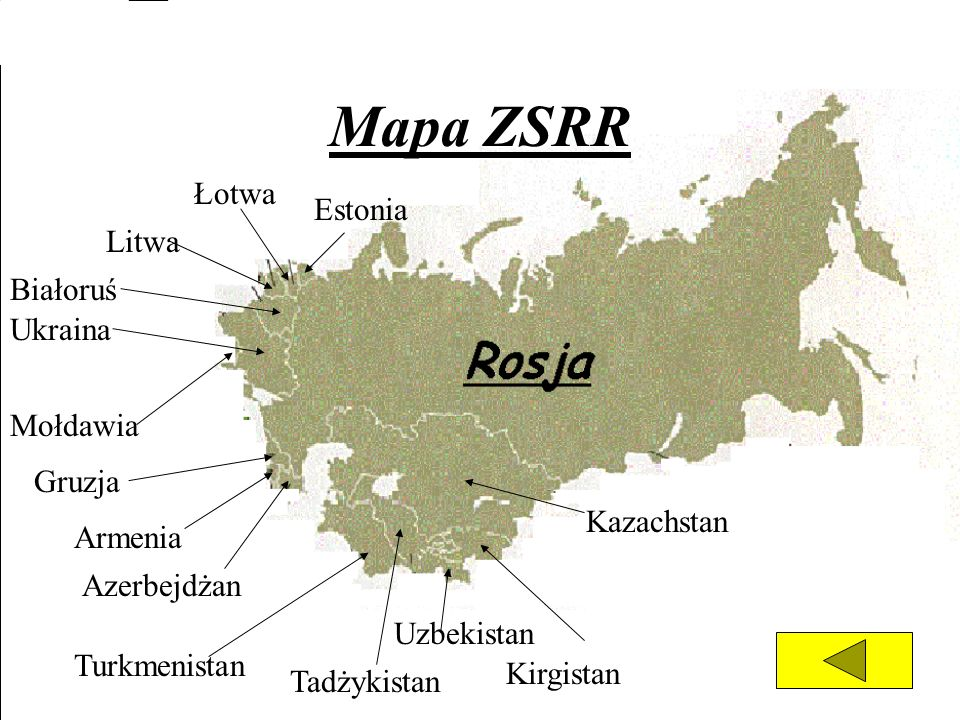 Mapa ZSRR
Łotwa
Estonia
Litwa
Białoruś
Ukraina
Rosja
Mołdawia
Gruzja
Kazachstan
Armenia
Azerbejdżan
Uzbekistan
Turkmenistan
Kirgistan
Tadżykistan